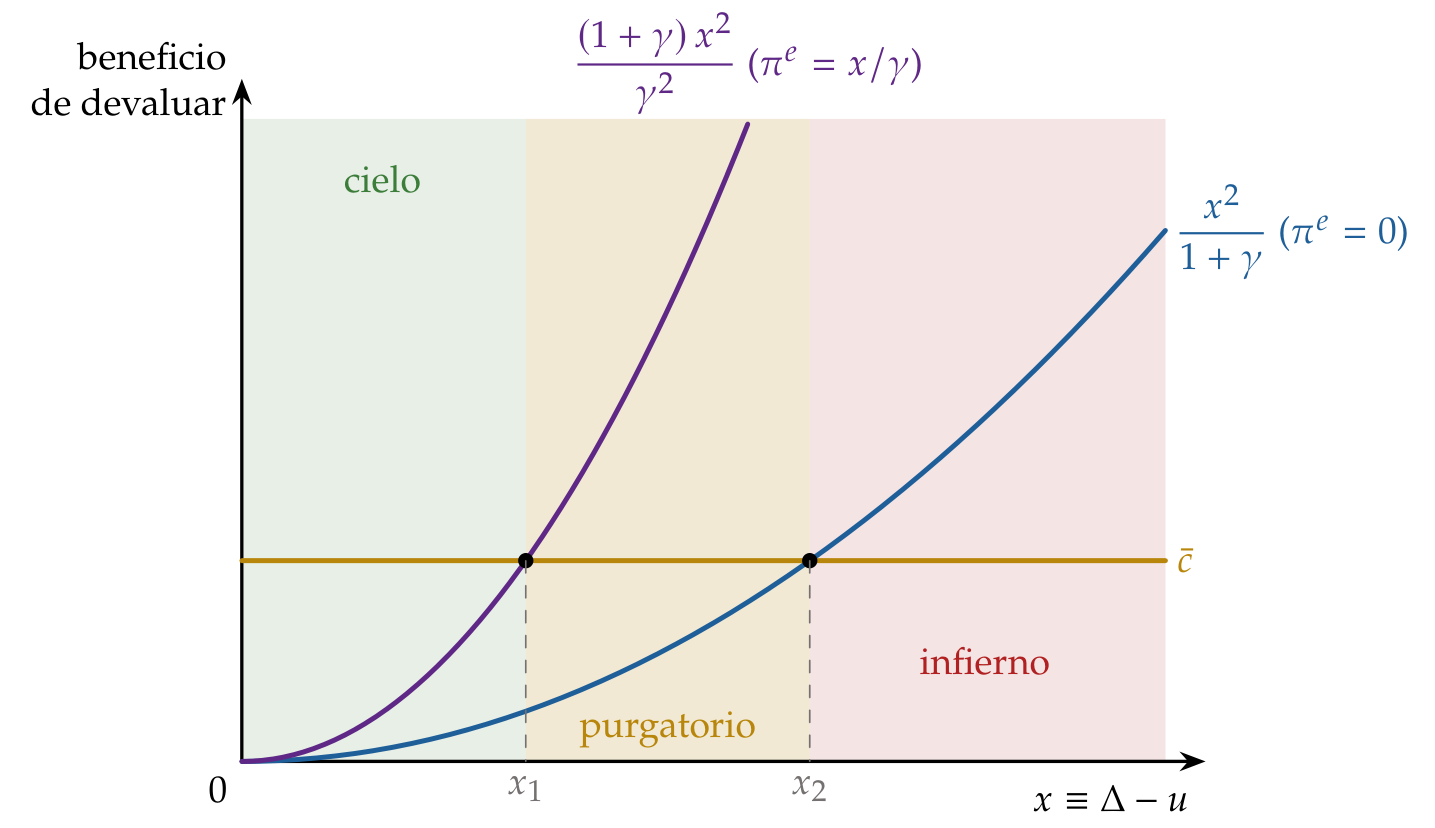 beneficio
de devaluar
(1 + γ) x²
γ²
(πᵉ = x/γ)
cielo
x²
1 + γ
(πᵉ = 0)
c̄
infierno
purgatorio
0
x₁
x₂
x ≡ Δ − u